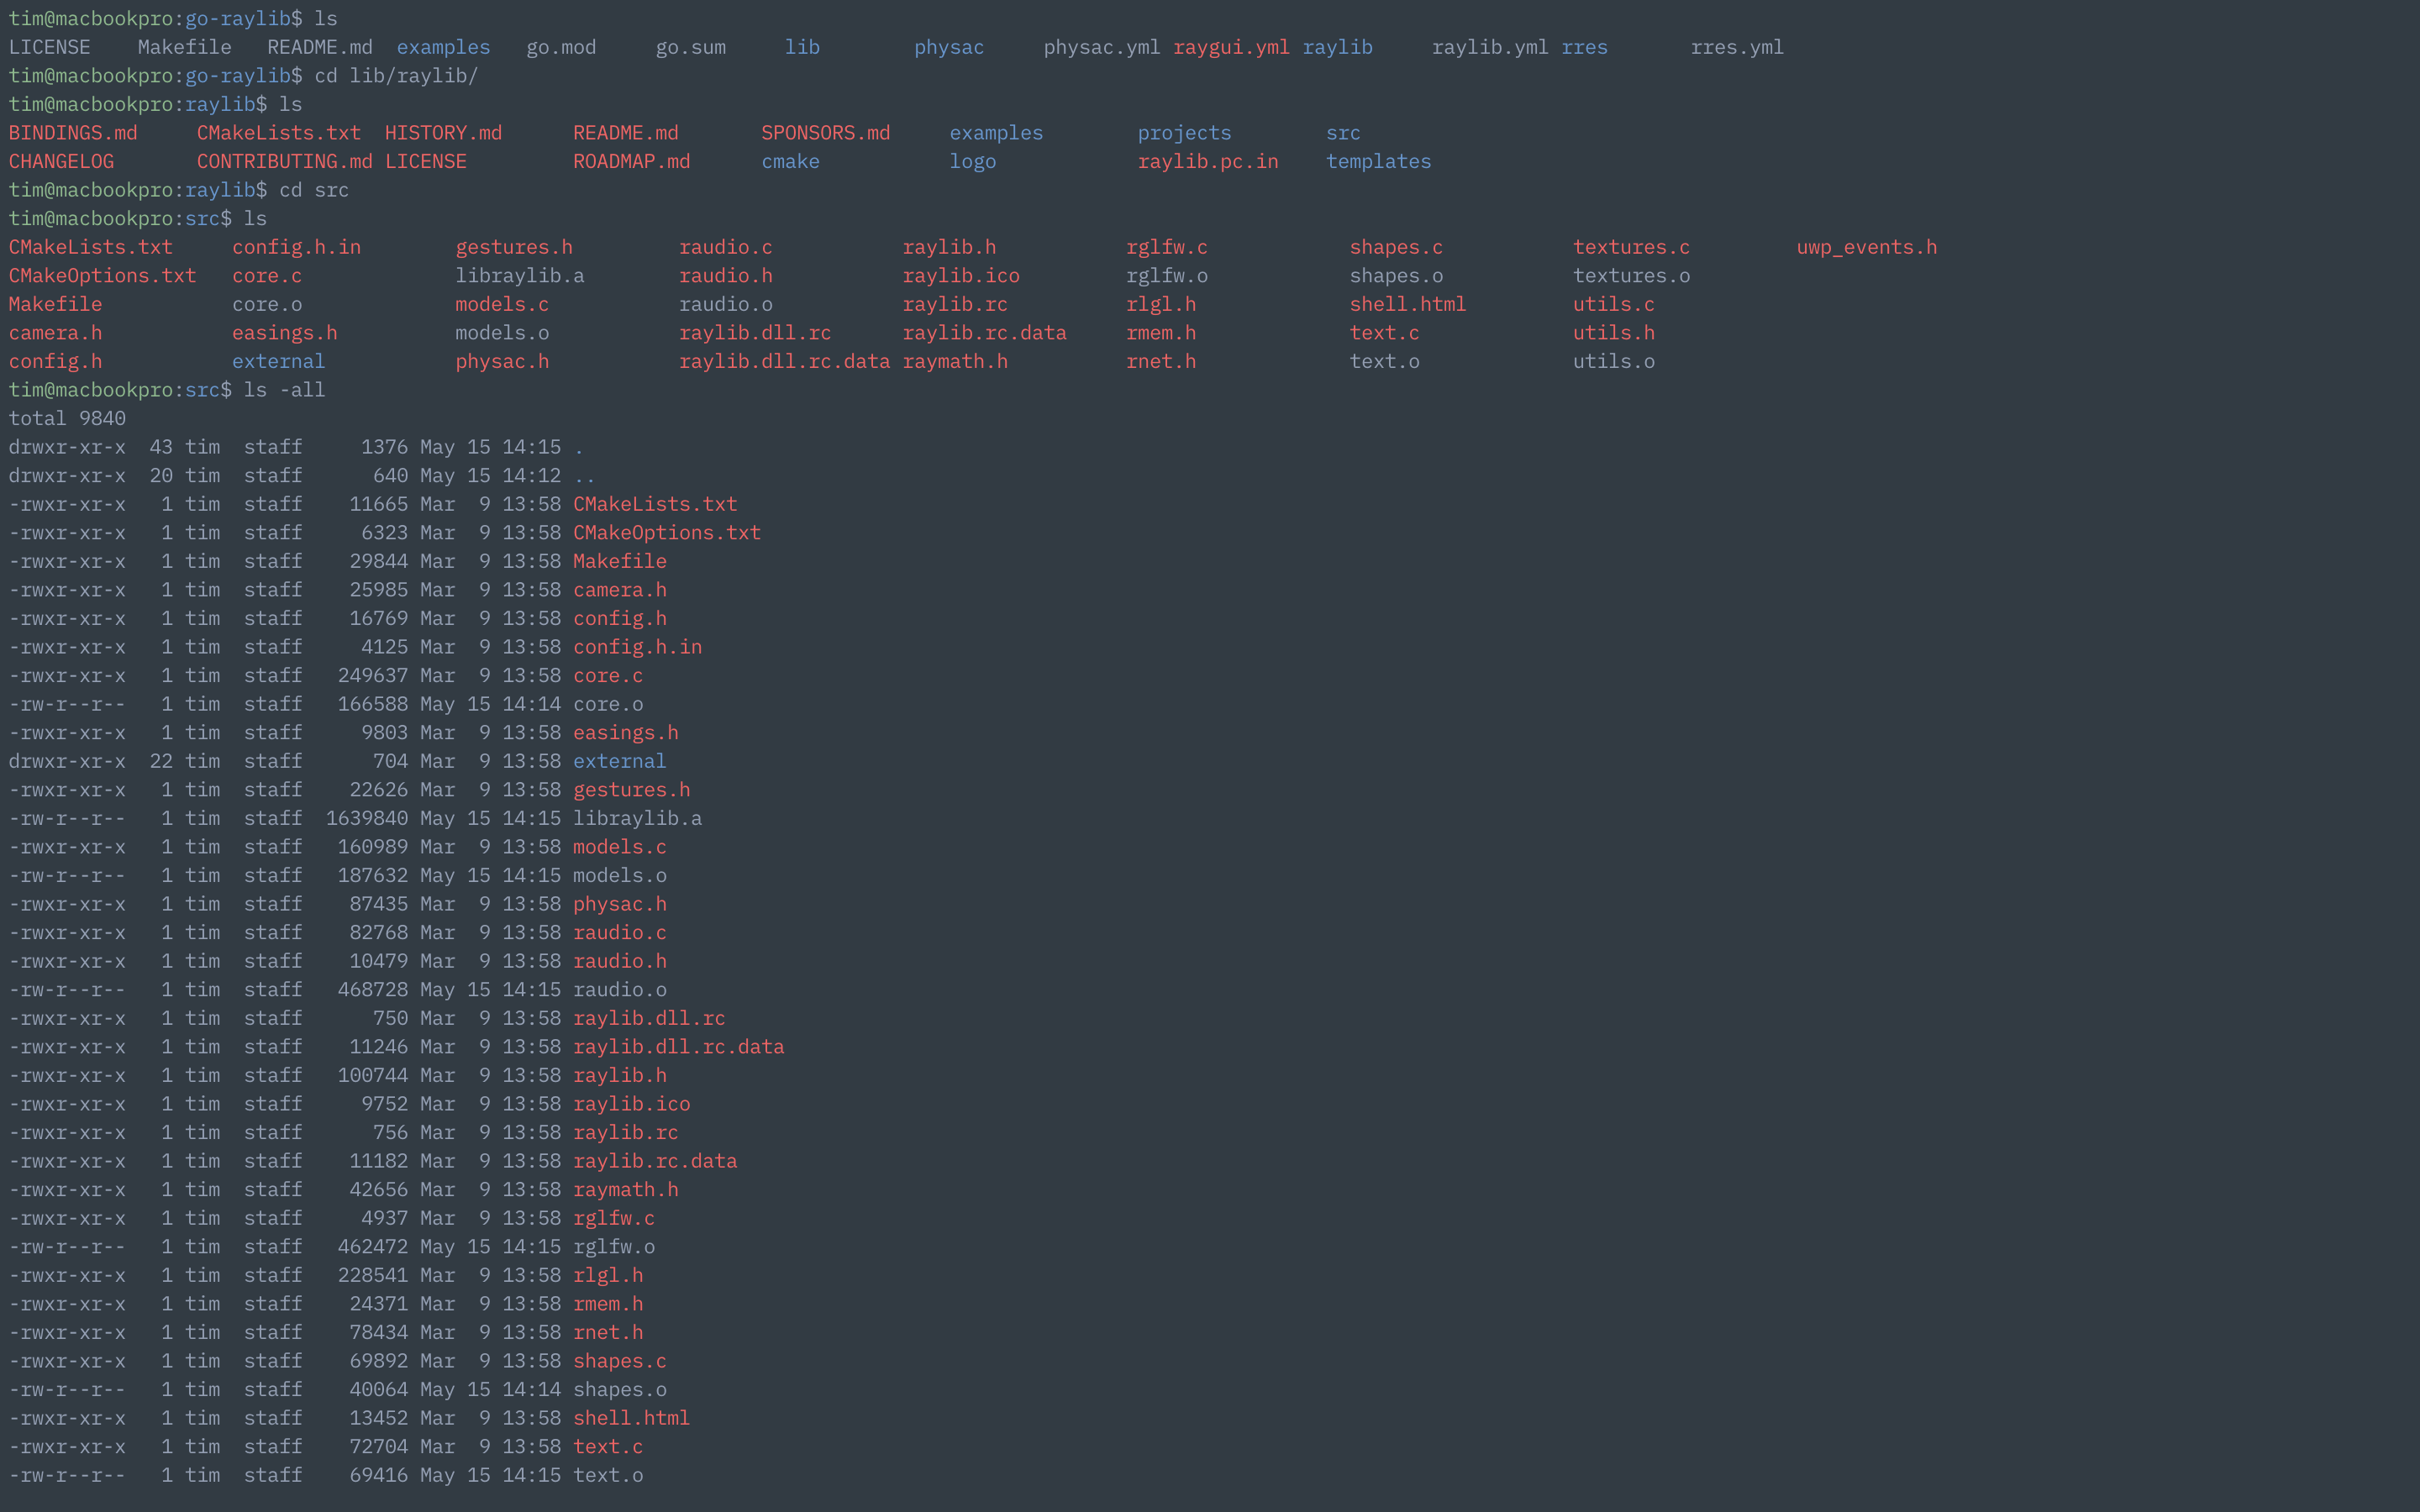 tim@macbookpro:go-raylib$ ls
LICENSE    Makefile   README.md  examples   go.mod     go.sum     lib        physac     physac.yml raygui.yml raylib     raylib.yml rres       rres.yml
tim@macbookpro:go-raylib$ cd lib/raylib/
tim@macbookpro:raylib$ ls
BINDINGS.md     CMakeLists.txt  HISTORY.md      README.md       SPONSORS.md     examples        projects        src
CHANGELOG       CONTRIBUTING.md LICENSE         ROADMAP.md      cmake           logo            raylib.pc.in    templates
tim@macbookpro:raylib$ cd src
tim@macbookpro:src$ ls
CMakeLists.txt     config.h.in        gestures.h         raudio.c           raylib.h           rglfw.c            shapes.c           textures.c         uwp_events.h
CMakeOptions.txt   core.c             libraylib.a        raudio.h           raylib.ico         rglfw.o            shapes.o           textures.o
Makefile           core.o             models.c           raudio.o           raylib.rc          rlgl.h             shell.html         utils.c
camera.h           easings.h          models.o           raylib.dll.rc      raylib.rc.data     rmem.h             text.c             utils.h
config.h           external           physac.h           raylib.dll.rc.data raymath.h          rnet.h             text.o             utils.o
tim@macbookpro:src$ ls -all
total 9840
drwxr-xr-x  43 tim  staff     1376 May 15 14:15 .
drwxr-xr-x  20 tim  staff      640 May 15 14:12 ..
-rwxr-xr-x   1 tim  staff    11665 Mar  9 13:58 CMakeLists.txt
-rwxr-xr-x   1 tim  staff     6323 Mar  9 13:58 CMakeOptions.txt
-rwxr-xr-x   1 tim  staff    29844 Mar  9 13:58 Makefile
-rwxr-xr-x   1 tim  staff    25985 Mar  9 13:58 camera.h
-rwxr-xr-x   1 tim  staff    16769 Mar  9 13:58 config.h
-rwxr-xr-x   1 tim  staff     4125 Mar  9 13:58 config.h.in
-rwxr-xr-x   1 tim  staff   249637 Mar  9 13:58 core.c
-rw-r--r--   1 tim  staff   166588 May 15 14:14 core.o
-rwxr-xr-x   1 tim  staff     9803 Mar  9 13:58 easings.h
drwxr-xr-x  22 tim  staff      704 Mar  9 13:58 external
-rwxr-xr-x   1 tim  staff    22626 Mar  9 13:58 gestures.h
-rw-r--r--   1 tim  staff  1639840 May 15 14:15 libraylib.a
-rwxr-xr-x   1 tim  staff   160989 Mar  9 13:58 models.c
-rw-r--r--   1 tim  staff   187632 May 15 14:15 models.o
-rwxr-xr-x   1 tim  staff    87435 Mar  9 13:58 physac.h
-rwxr-xr-x   1 tim  staff    82768 Mar  9 13:58 raudio.c
-rwxr-xr-x   1 tim  staff    10479 Mar  9 13:58 raudio.h
-rw-r--r--   1 tim  staff   468728 May 15 14:15 raudio.o
-rwxr-xr-x   1 tim  staff      750 Mar  9 13:58 raylib.dll.rc
-rwxr-xr-x   1 tim  staff    11246 Mar  9 13:58 raylib.dll.rc.data
-rwxr-xr-x   1 tim  staff   100744 Mar  9 13:58 raylib.h
-rwxr-xr-x   1 tim  staff     9752 Mar  9 13:58 raylib.ico
-rwxr-xr-x   1 tim  staff      756 Mar  9 13:58 raylib.rc
-rwxr-xr-x   1 tim  staff    11182 Mar  9 13:58 raylib.rc.data
-rwxr-xr-x   1 tim  staff    42656 Mar  9 13:58 raymath.h
-rwxr-xr-x   1 tim  staff     4937 Mar  9 13:58 rglfw.c
-rw-r--r--   1 tim  staff   462472 May 15 14:15 rglfw.o
-rwxr-xr-x   1 tim  staff   228541 Mar  9 13:58 rlgl.h
-rwxr-xr-x   1 tim  staff    24371 Mar  9 13:58 rmem.h
-rwxr-xr-x   1 tim  staff    78434 Mar  9 13:58 rnet.h
-rwxr-xr-x   1 tim  staff    69892 Mar  9 13:58 shapes.c
-rw-r--r--   1 tim  staff    40064 May 15 14:14 shapes.o
-rwxr-xr-x   1 tim  staff    13452 Mar  9 13:58 shell.html
-rwxr-xr-x   1 tim  staff    72704 Mar  9 13:58 text.c
-rw-r--r--   1 tim  staff    69416 May 15 14:15 text.o